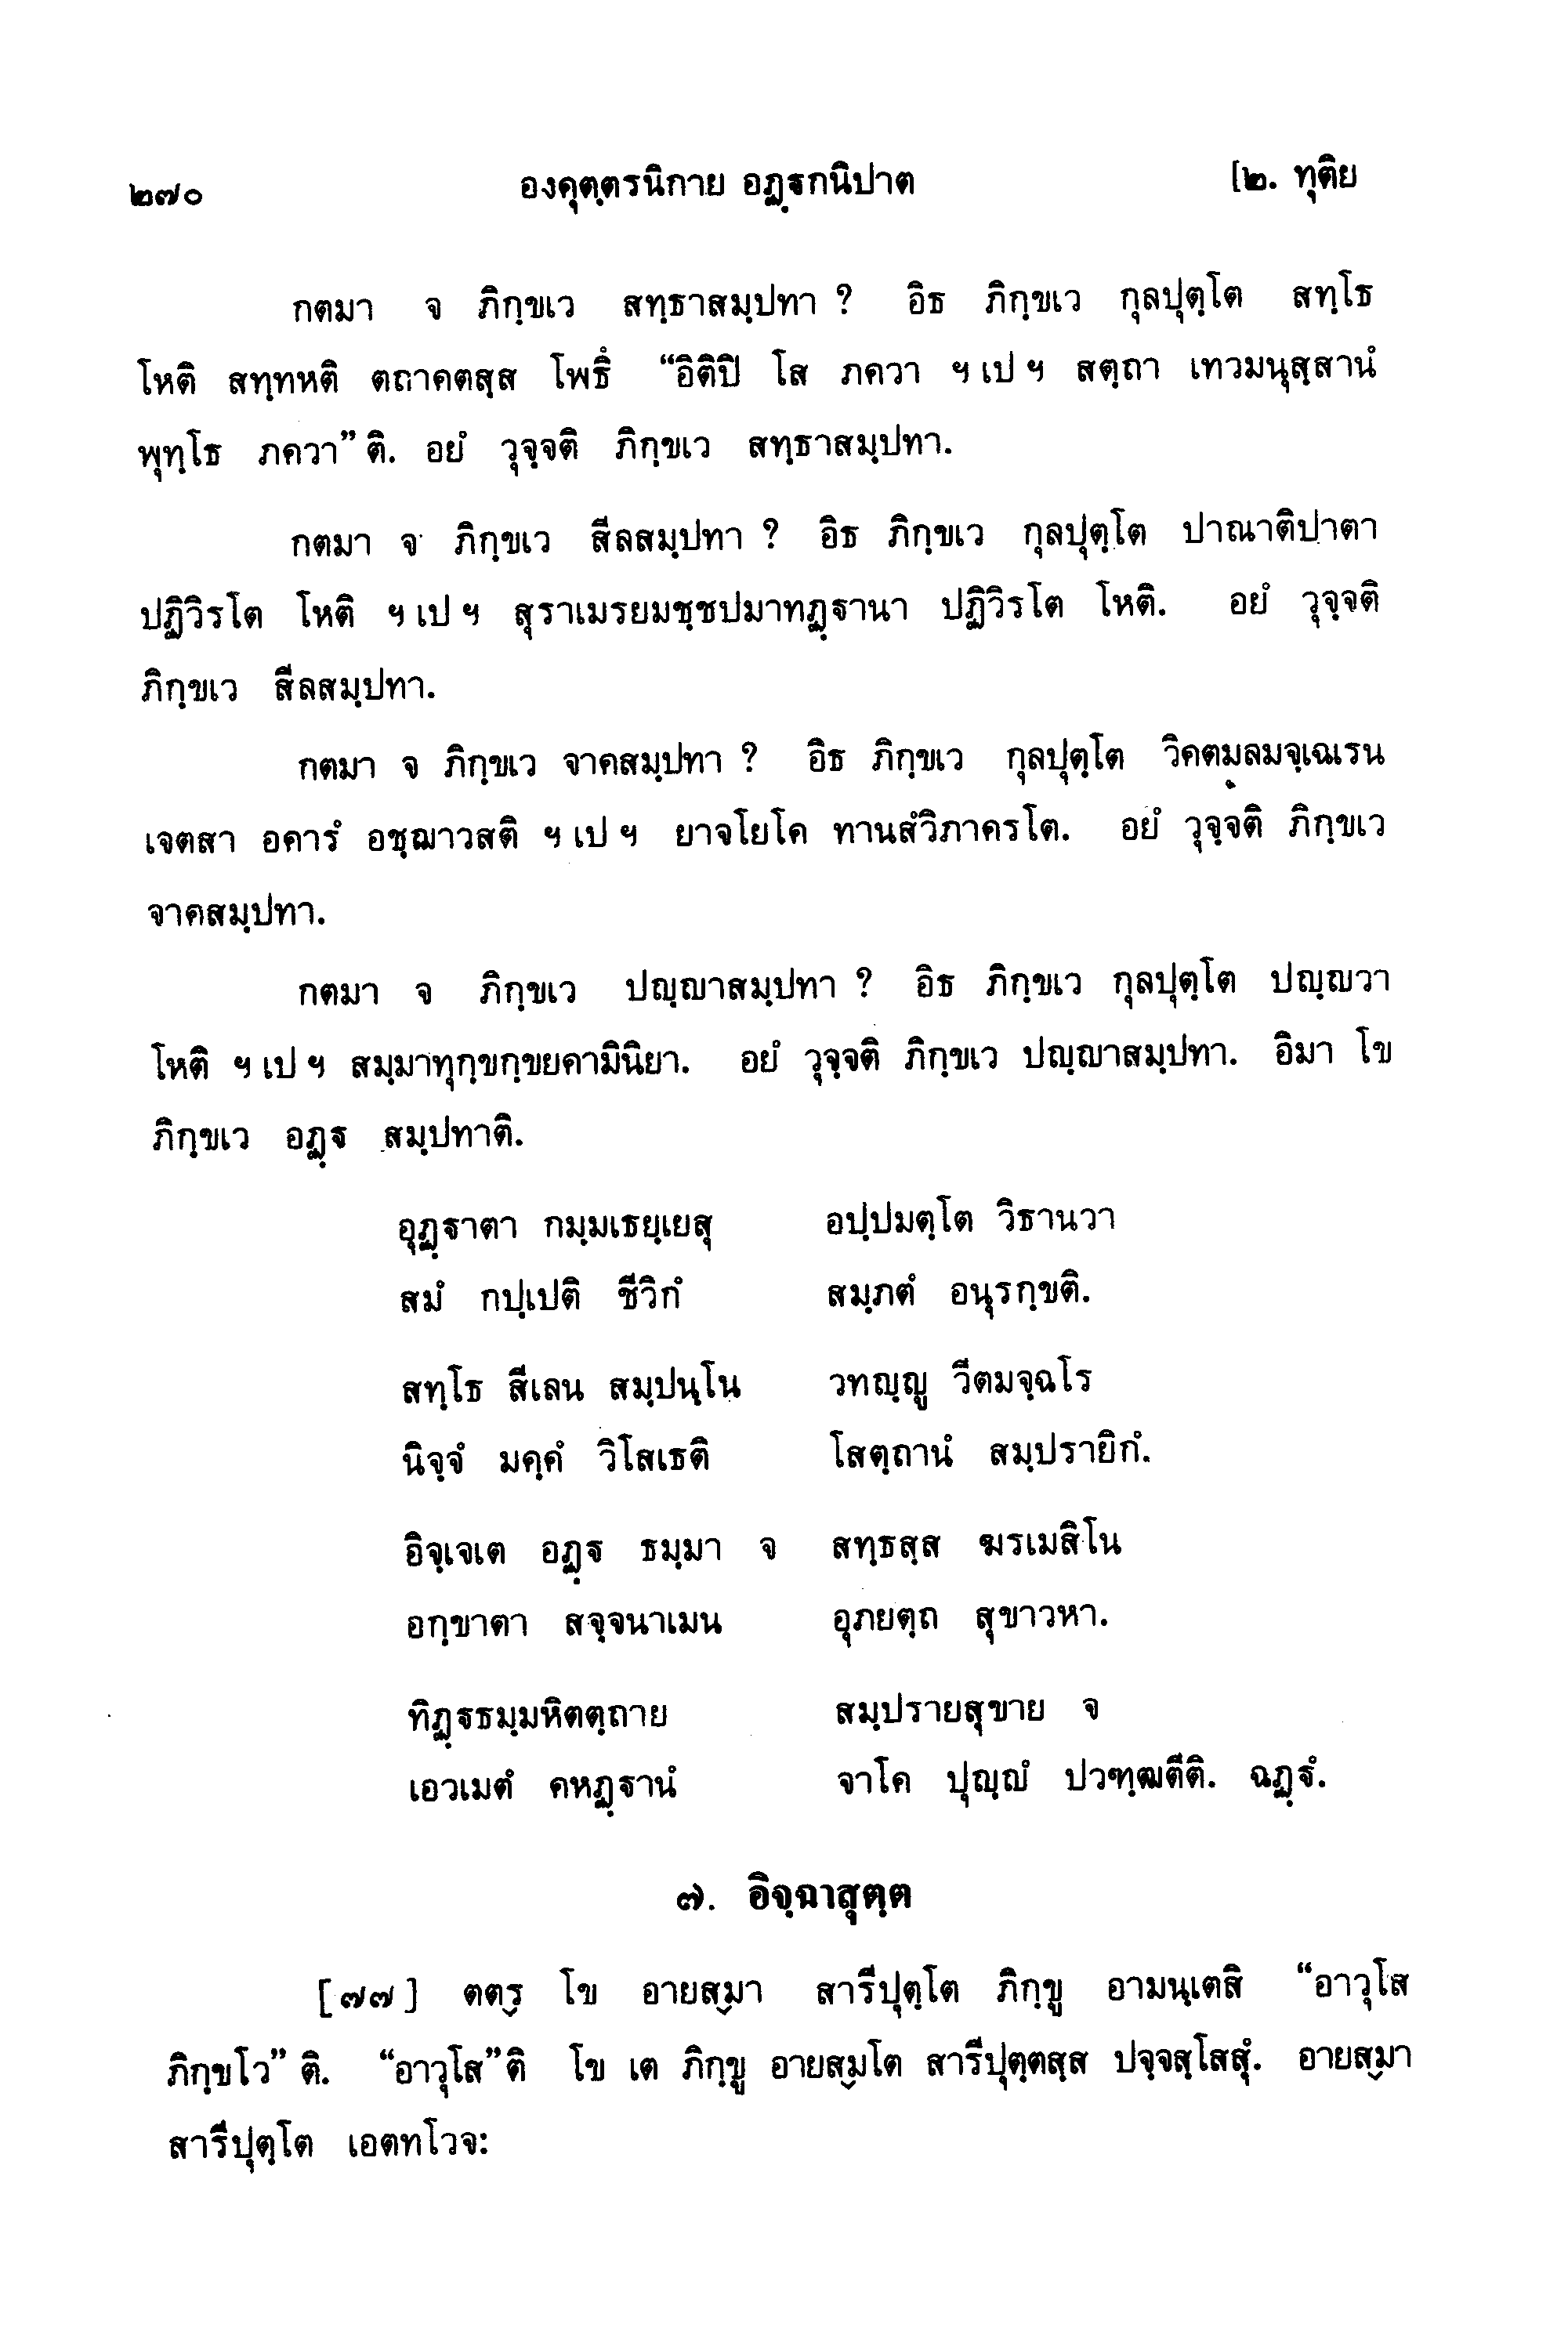 ๒๗๐ องฺคุตฺตรนิกาย อฏฺฐกนิปาต [๒. ทุติย
กตมา จ ภิกฺขเว สทฺธาสมฺปทา ? อิธ ภิกฺขเว กุลปุตฺโต สทฺโธ
โหติ สทฺทหติ ตถาคตสฺส โพธึ “อิติปิ โส ภควา ฯ เป ฯ สตฺถา เทวมนุสฺสานํ
พุทฺโธ ภควา” ติ. อยํ วุจฺจติ ภิกฺขเว สทฺธาสมฺปทา.
กตมา จ ภิกฺขเว สีลสมฺปทา ? อิธ ภิกฺขเว กุลปุตฺโต ปาณาติปาตา
ปฏิวิรโต โหติ ฯ เป ฯ สุราเมรยมชฺชปมาทฏฺฐานา ปฏิวิรโต โหติ. อยํ วุจฺจติ
ภิกฺขเว สีลสมฺปทา.
กตมา จ ภิกฺขเว จาคสมฺปทา ? อิธ ภิกฺขเว กุลปุตฺโต วิคตมลมจฺเฉเรน
เจตสา อคารํ อชฺฌาวสติ ฯ เป ฯ ยาจโยโค ทานสํวิภาครโต. อยํ วุจฺจติ ภิกฺขเว
จาคสมฺปทา.
กตมา จ ภิกฺขเว ปญฺญาสมฺปทา ? อิธ ภิกฺขเว กุลปุตฺโต ปญฺญวา
โหติ ฯ เป ฯ สมฺมาทุกฺขกฺขยคามินิยา. อยํ วุจฺจติ ภิกฺขเว ปญฺญาสมฺปทา. อิมา โข
ภิกฺขเว อฏฺฐ สมฺปทาติ.
อุฏฺฐาตา กมฺมเธยฺเยสุ อปฺปมตฺโต วิธานวา
สมํ กปฺเปติ ชีวิกํ สมฺภตํ อนุรกฺขติ.
สทฺโธ สีเลน สมฺปนฺโน วทญฺญู วีตมจฺฉโร
นิจฺจํ มคฺคํ วิโสเธติ โสตฺถานํ สมฺปรายิกํ.
อิจฺเจเต อฏฺฐ ธมฺมา จ สทฺธสฺส ฆรเมสิโน
อกฺขาตา สจฺจนาเมน อุภยตฺถ สุขาวหา.
ทิฏฺฐธมฺมหิตตฺถาย สมฺปรายสุขาย จ
เอวเมตํ คหฏฺฐานํ จาโค ปุญฺญํ ปวฑฺฒตีติ. ฉฏฺฐํ.
๗. อิจฺฉาสุตฺต
[๗๗] ตตฺร โข อายสฺมา สารีปุตฺโต ภิกฺขู อามนฺเตสิ “อาวุโส
ภิกฺขโว” ติ. “อาวุโส” ติ โข เต ภิกฺขู อายสฺมโต สารีปุตฺตสฺส ปจฺจสฺโสสุํ. อายสฺมา
สารีปุตฺโต เอตทโวจ: